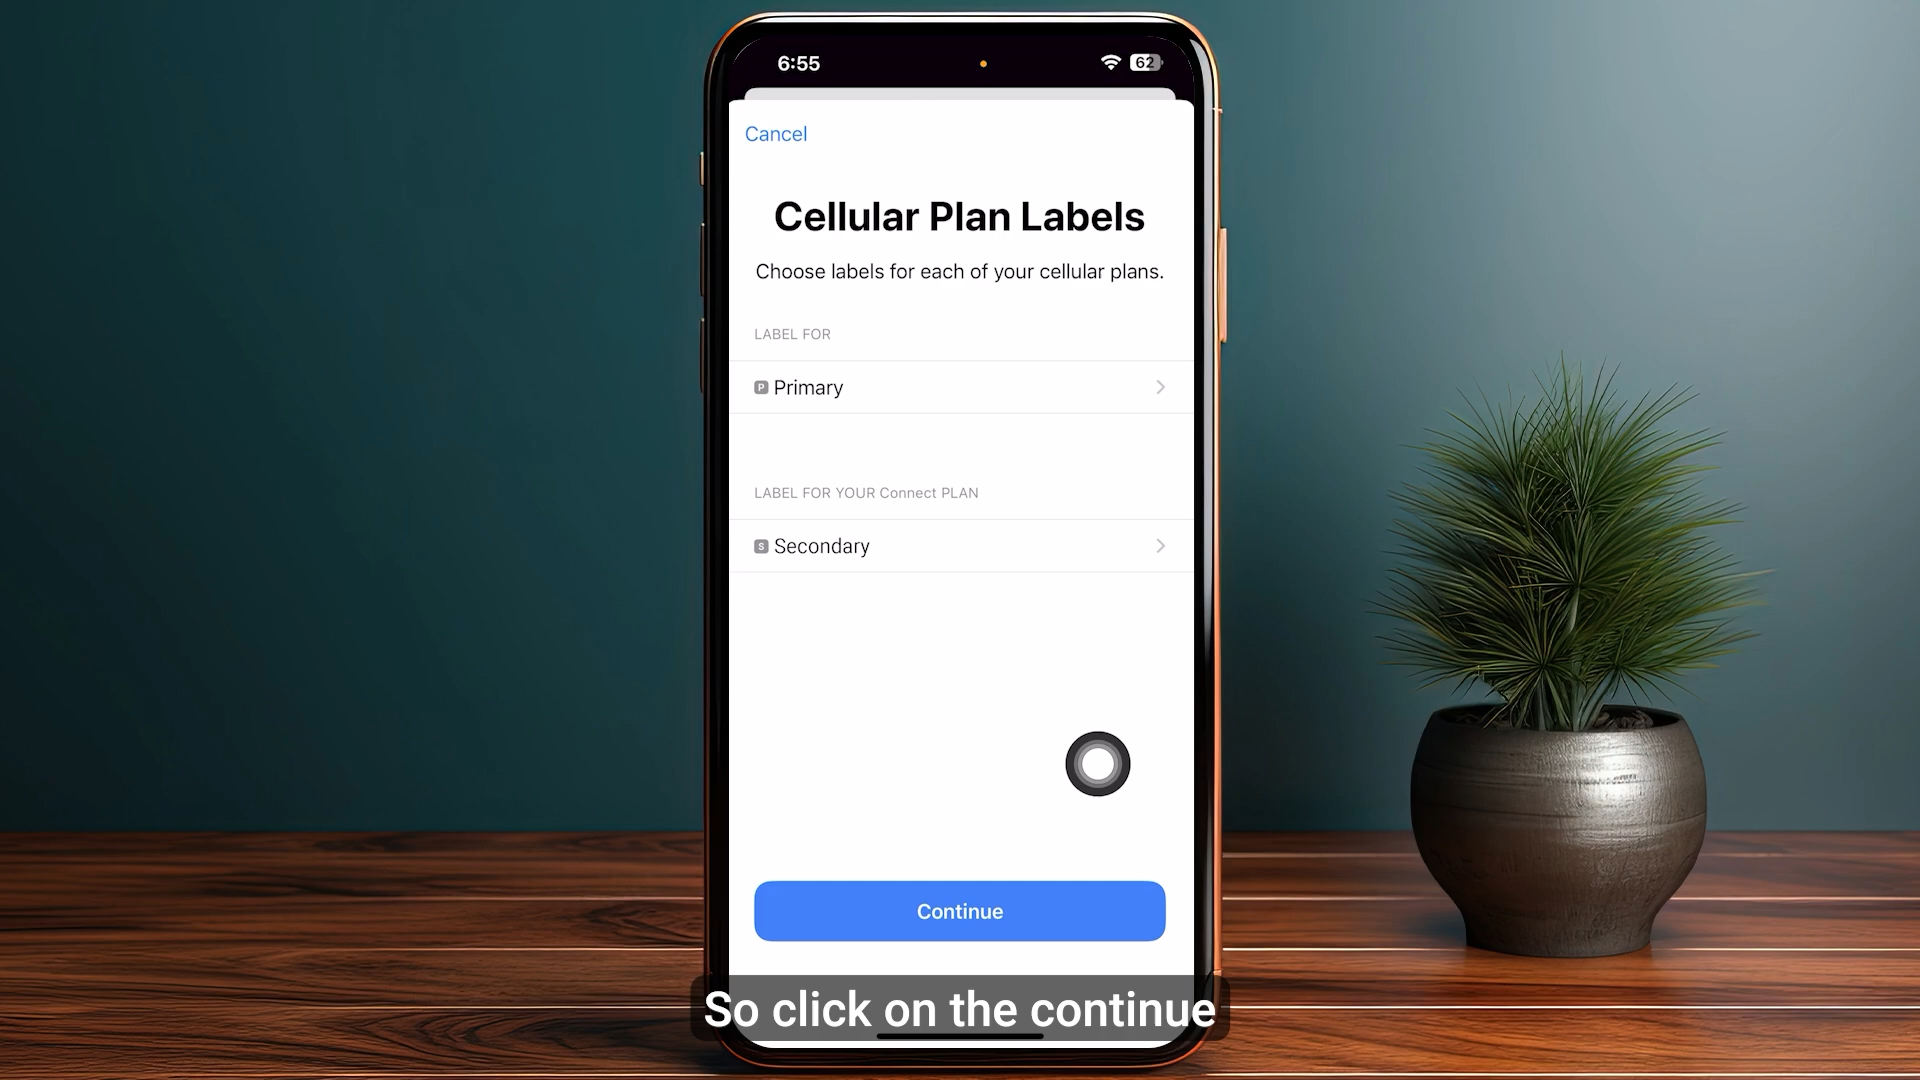 6:55
62
Cancel
Cellular Plan Labels
Choose labels for each of your cellular plans.
LABEL FOR
P Primary
LABEL FOR YOUR Connect PLAN
S Secondary
Continue
So click on the continue